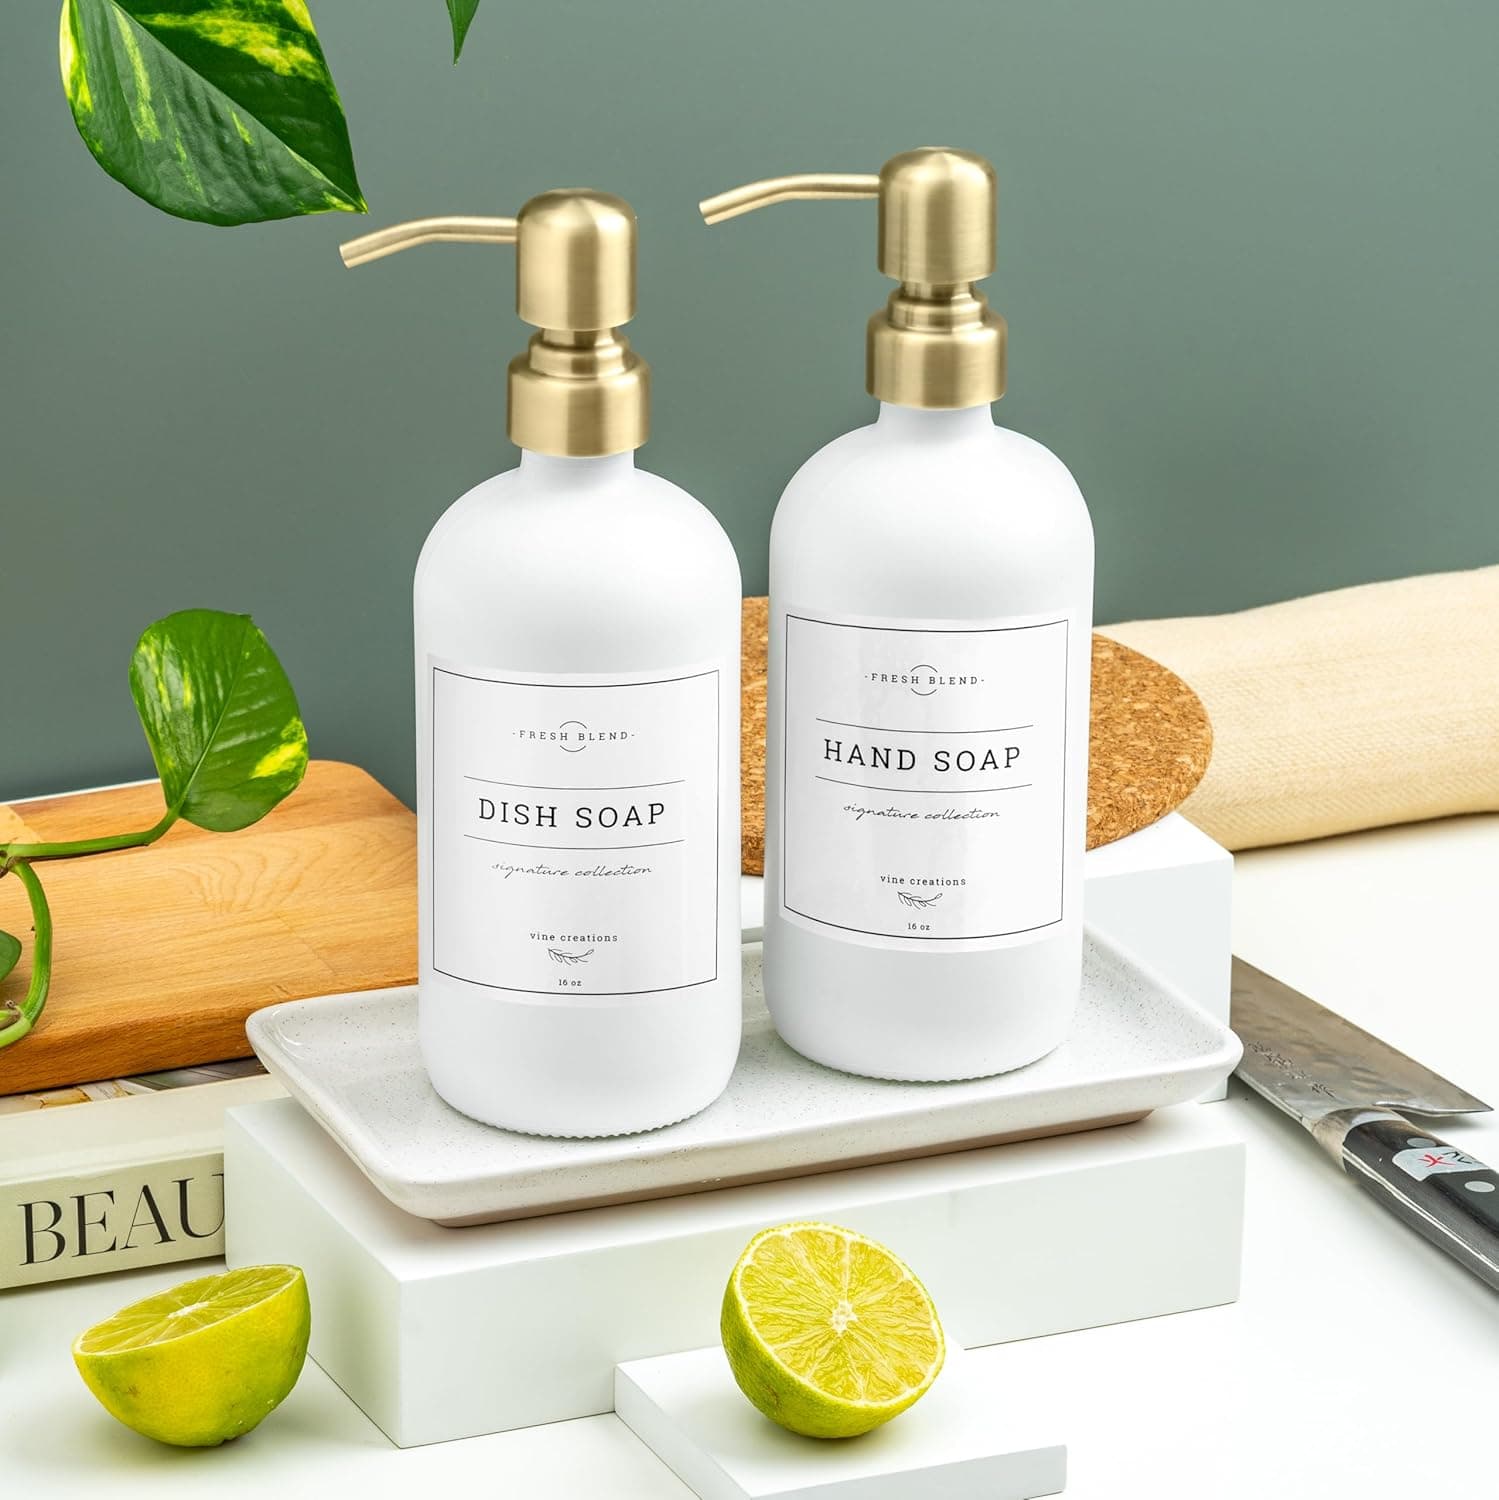 -FRESH BLEND-
DISH SOAP
signature collection
vine creations
16 oz
-FRESH BLEND-
HAND SOAP
signature collection
vine creations
16 oz
BEAU